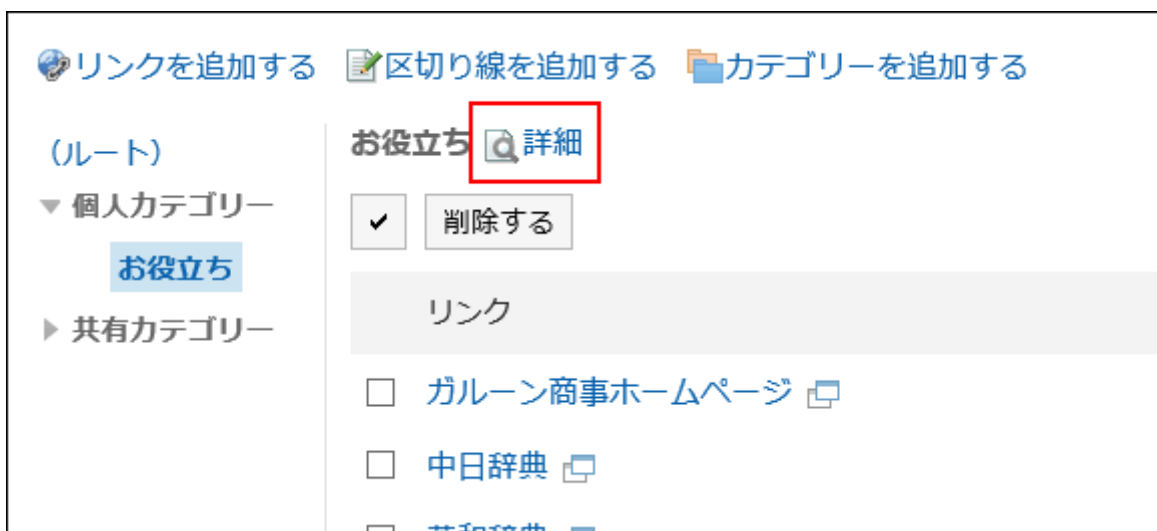 リンクを追加する 区切り線を追加する カテゴリーを追加する
(ルート)
個人カテゴリー
お役立ち
共有カテゴリー
お役立ち 詳細
削除する
リンク
ガルーン商事ホームページ
中日辞典
英和辞典